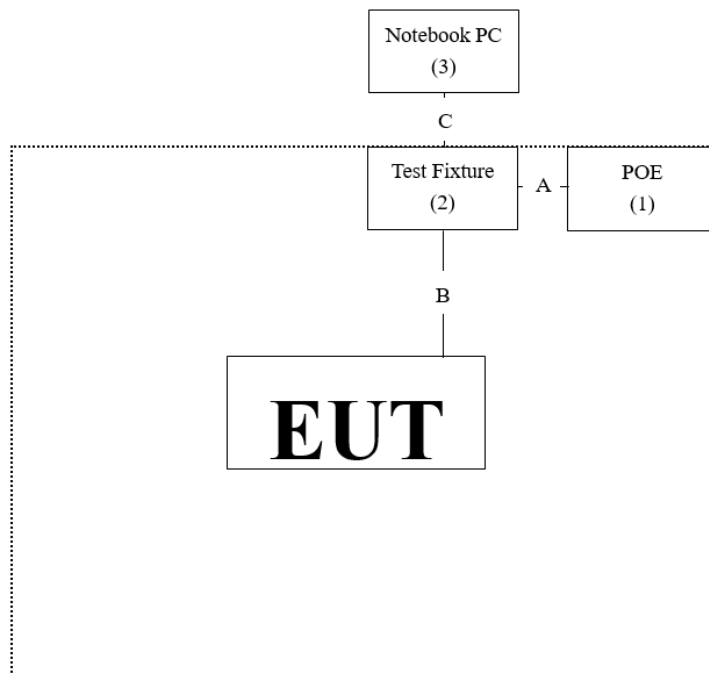 Notebook PC
(3)
C
Test Fixture
(2)
A
POE
(1)
B
EUT